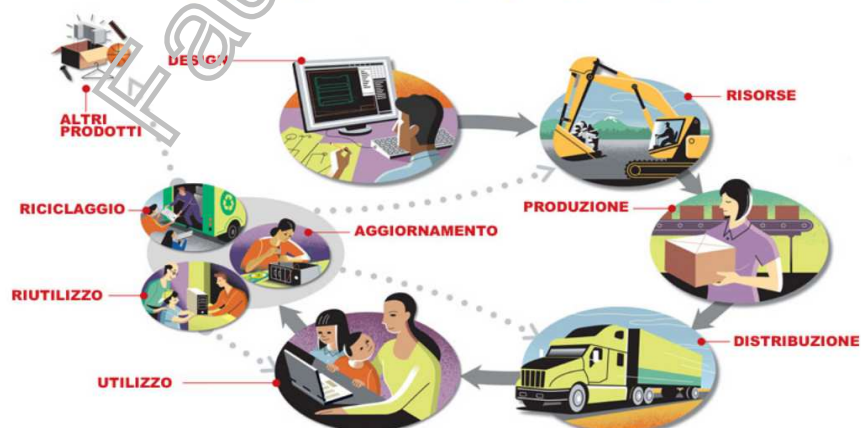 DESIGN
RISORSE
ALTRI
PRODOTTI
RICICLAGGIO
AGGIORNAMENTO
PRODUZIONE
RIUTILIZZO
DISTRIBUZIONE
UTILIZZO